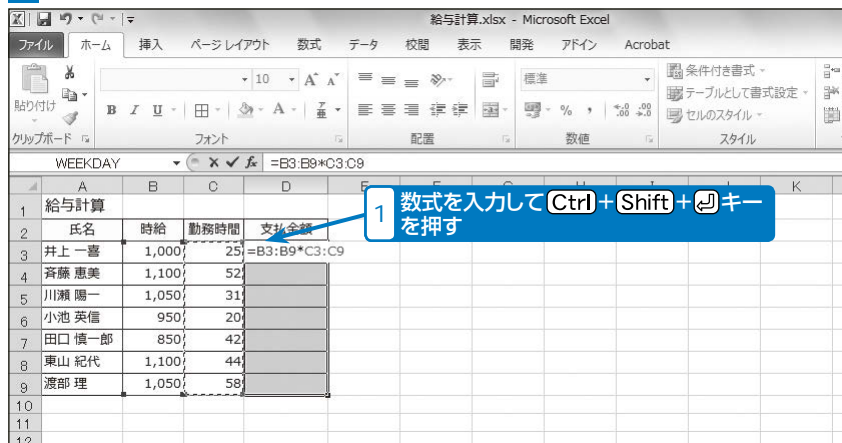 給与計算.xlsx - Microsoft Excel
ファイル ホーム 挿入 ページ レイアウト 数式 データ 校閲 表示 開発 アドイン Acrobat
貼り付け
10 A A
標準
条件付き書式
テーブルとして書式設定
セルのスタイル
B I U A
% ,
クリップボード フォント 配置 数値 スタイル
WEEKDAY fx =B3:B9*C3:C9
A B C D K
1 給与計算
2 氏名 時給 勤務時間 支払金額
3 井上 一喜 1,000 25 =B3:B9*C3:C9
4 斉藤 恵美 1,100 52
5 川瀬 陽一 1,050 31
6 小池 英信 950 20
7 田口 慎一郎 850 42
8 東山 紀代 1,100 44
9 渡部 理 1,050 58
10
11
12
1 数式を入力してCtrl+Shift+キー
を押す